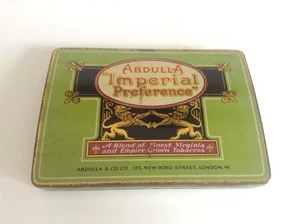 ABDULLA
"Imperial
Preference"
A Blend of Finest Virginia
and Empire Grown Tobaccos
ABDULLA & CO LTD. 173, NEW BOND STREET, LONDON, W.